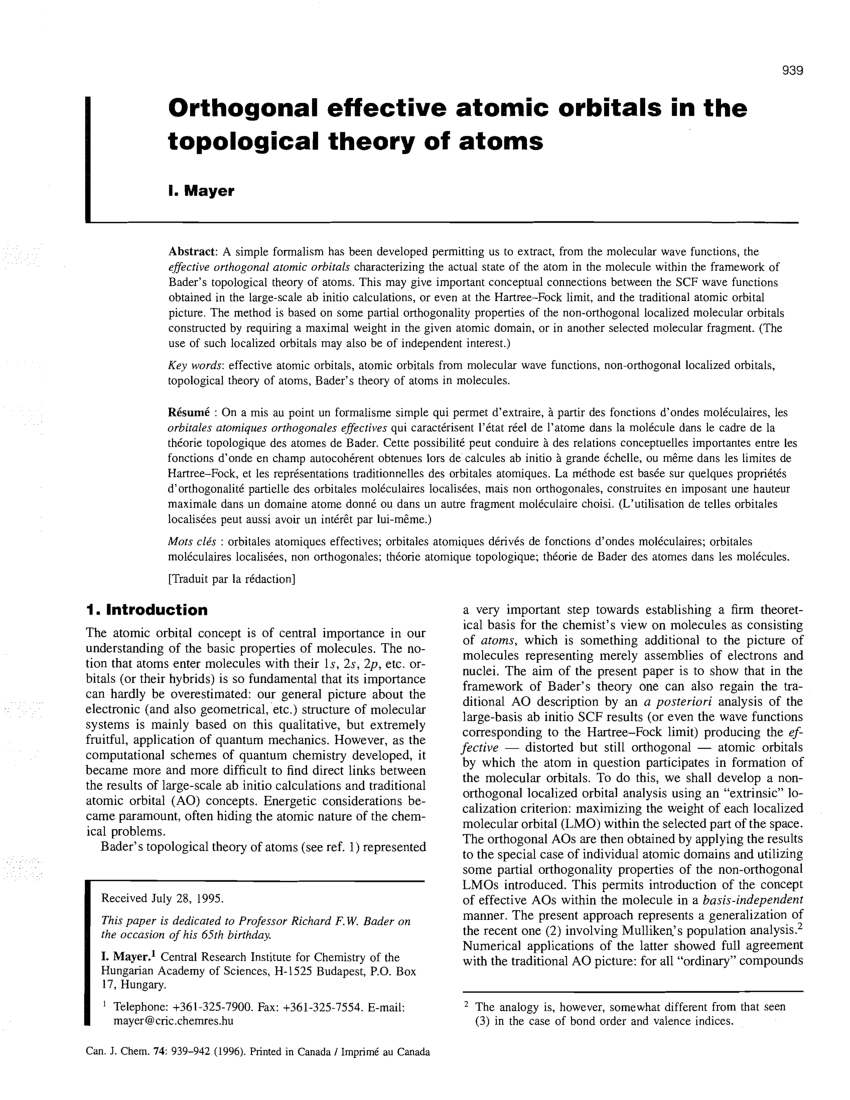 939
Orthogonal effective atomic orbitals in the
topological theory of atoms
I. Mayer
Abstract: A simple formalism has been developed permitting us to extract, from the molecular wave functions, the
effective orthogonal atomic orbitals characterizing the actual state of the atom in the molecule within the framework of
Bader's topological theory of atoms. This may give important conceptual connections between the SCF wave functions
obtained in the large-scale ab initio calculations, or even at the Hartree–Fock limit, and the traditional atomic orbital
picture. The method is based on some partial orthogonality properties of the non-orthogonal localized molecular orbitals
constructed by requiring a maximal weight in the given atomic domain, or in another selected molecular fragment. (The
use of such localized orbitals may also be of independent interest.)
Key words: effective atomic orbitals, atomic orbitals from molecular wave functions, non-orthogonal localized orbitals,
topological theory of atoms, Bader's theory of atoms in molecules.
Résumé : On a mis au point un formalisme simple qui permet d'extraire, à partir des fonctions d'ondes moléculaires, les
orbitales atomiques orthogonales effectives qui caractérisent l'état réel de l'atome dans la molécule dans le cadre de la
théorie topologique des atomes de Bader. Cette possibilité peut conduire à des relations conceptuelles importantes entre les
fonctions d'onde en champ autocohérent obtenues lors de calcules ab initio à grande échelle, ou même dans les limites de
Hartree–Fock, et les représentations traditionnelles des orbitales atomiques. La méthode est basée sur quelques propriétés
d'orthogonalité partielle des orbitales moléculaires localisées, mais non orthogonales, construites en imposant une hauteur
maximale dans un domaine atome donné ou dans un autre fragment moléculaire choisi. (L'utilisation de telles orbitales
localisées peut aussi avoir un intérêt par lui-même.)
Mots clés : orbitales atomiques effectives; orbitales atomiques dérivés de fonctions d'ondes moléculaires; orbitales
moléculaires localisées, non orthogonales; théorie atomique topologique; théorie de Bader des atomes dans les molécules.
[Traduit par la rédaction]
1. Introduction
The atomic orbital concept is of central importance in our
understanding of the basic properties of molecules. The no-
tion that atoms enter molecules with their 1s, 2s, 2p, etc. or-
bitals (or their hybrids) is so fundamental that its importance
can hardly be overestimated: our general picture about the
electronic (and also geometrical, etc.) structure of molecular
systems is mainly based on this qualitative, but extremely
fruitful, application of quantum mechanics. However, as the
computational schemes of quantum chemistry developed, it
became more and more difficult to find direct links between
the results of large-scale ab initio calculations and traditional
atomic orbital (AO) concepts. Energetic considerations be-
came paramount, often hiding the atomic nature of the chem-
ical problems.
Bader's topological theory of atoms (see ref. 1) represented
Received July 28, 1995.
This paper is dedicated to Professor Richard F.W. Bader on
the occasion of his 65th birthday.
I. Mayer.¹ Central Research Institute for Chemistry of the
Hungarian Academy of Sciences, H-1525 Budapest, P.O. Box
17, Hungary.
¹ Telephone: +361-325-7900. Fax: +361-325-7554. E-mail:
mayer@cric.chemres.hu
a very important step towards establishing a firm theoret-
ical basis for the chemist's view on molecules as consisting
of atoms, which is something additional to the picture of
molecules representing merely assemblies of electrons and
nuclei. The aim of the present paper is to show that in the
framework of Bader's theory one can also regain the tra-
ditional AO description by an a posteriori analysis of the
large-basis ab initio SCF results (or even the wave functions
corresponding to the Hartree–Fock limit) producing the ef-
fective — distorted but still orthogonal — atomic orbitals
by which the atom in question participates in formation of
the molecular orbitals. To do this, we shall develop a non-
orthogonal localized orbital analysis using an "extrinsic" lo-
calization criterion: maximizing the weight of each localized
molecular orbital (LMO) within the selected part of the space.
The orthogonal AOs are then obtained by applying the results
to the special case of individual atomic domains and utilizing
some partial orthogonality properties of the non-orthogonal
LMOs introduced. This permits introduction of the concept
of effective AOs within the molecule in a basis-independent
manner. The present approach represents a generalization of
the recent one (2) involving Mulliken's population analysis.²
Numerical applications of the latter showed full agreement
with the traditional AO picture: for all "ordinary" compounds
² The analogy is, however, somewhat different from that seen
(3) in the case of bond order and valence indices.
Can. J. Chem. 74: 939–942 (1996). Printed in Canada / Imprimé au Canada